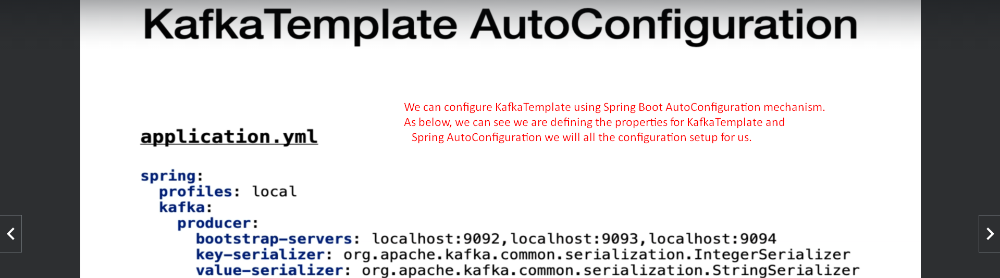 KafkaTemplate AutoConfiguration
We can configure KafkaTemplate using Spring Boot AutoConfiguration mechanism.
As below, we can see we are defining the properties for KafkaTemplate and
Spring AutoConfiguration we will all the configuration setup for us.
application.yml
spring:
profiles: local
kafka:
producer:
bootstrap-servers: localhost:9092,localhost:9093,localhost:9094
key-serializer: org.apache.kafka.common.serialization.IntegerSerializer
value-serializer: org.apache.kafka.common.serialization.StringSerializer